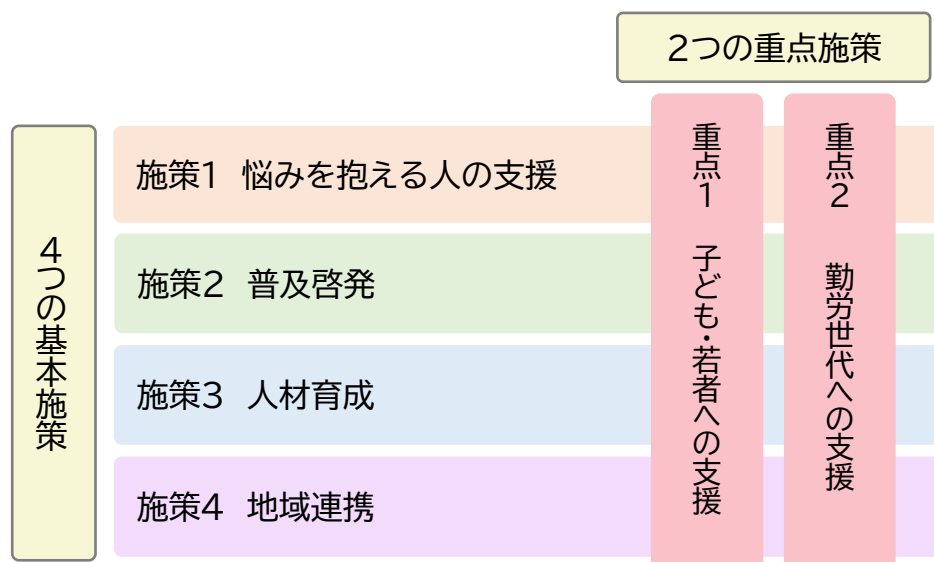 2つの重点施策
4つの基本施策
施策1 悩みを抱える人の支援
施策2 普及啓発
施策3 人材育成
施策4 地域連携
重点1 子ども・若者への支援
重点2 勤労世代への支援